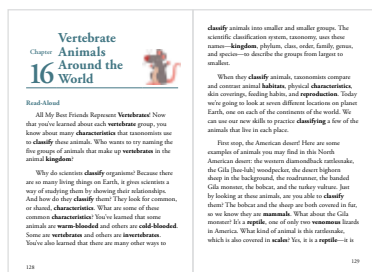 Chapter
16
Vertebrate
Animals
Around the
World
Read-Aloud
All My Best Friends Represent Vertebrates! Now
that you've learned about each vertebrate group, you
know about many characteristics that taxonomists use
to classify these animals. Who wants to try naming the
five groups of animals that make up vertebrates in the
animal kingdom?
Why do scientists classify organisms? Because there
are so many living things on Earth, it gives scientists a
way of studying them by showing their relationships.
And how do they classify them? They look for common,
or shared, characteristics. What are some of these
common characteristics? You've learned that some
animals are warm-blooded and others are cold-blooded.
Some are vertebrates and others are invertebrates.
You've also learned that there are many other ways to
128
classify animals into smaller and smaller groups. The
scientific classification system, taxonomy, uses these
names—kingdom, phylum, class, order, family, genus,
and species—to describe the groups from largest to
smallest.
When they classify animals, taxonomists compare
and contrast animal habitats, physical characteristics,
skin coverings, feeding habits, and reproduction. Today
we're going to look at seven different locations on planet
Earth, one on each of the continents of the world. We
can use our new skills to practice classifying a few of the
animals that live in each place.
First stop, the American desert! Here are some
examples of animals you may find in this North
American desert: the western diamondback rattlesnake,
the Gila [hee-luh] woodpecker, the desert bighorn
sheep in the background, the roadrunner, the banded
Gila monster, the bobcat, and the turkey vulture. Just
by looking at these animals, are you able to classify
them? The bobcat and the sheep are both covered in fur,
so we know they are mammals. What about the Gila
monster? It's a reptile, one of only two venomous lizards
in America. What kind of animal is this rattlesnake,
which is also covered in scales? Yes, it is a reptile—it is
129